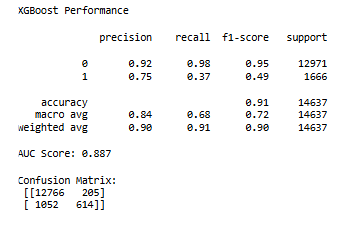 XGBoost Performance
precision recall f1-score support
0 0.92 0.98 0.95 12971
1 0.75 0.37 0.49 1666
accuracy 0.91 14637
macro avg 0.84 0.68 0.72 14637
weighted avg 0.90 0.91 0.90 14637
AUC Score: 0.887
Confusion Matrix:
[[12766 205]
[ 1052 614]]